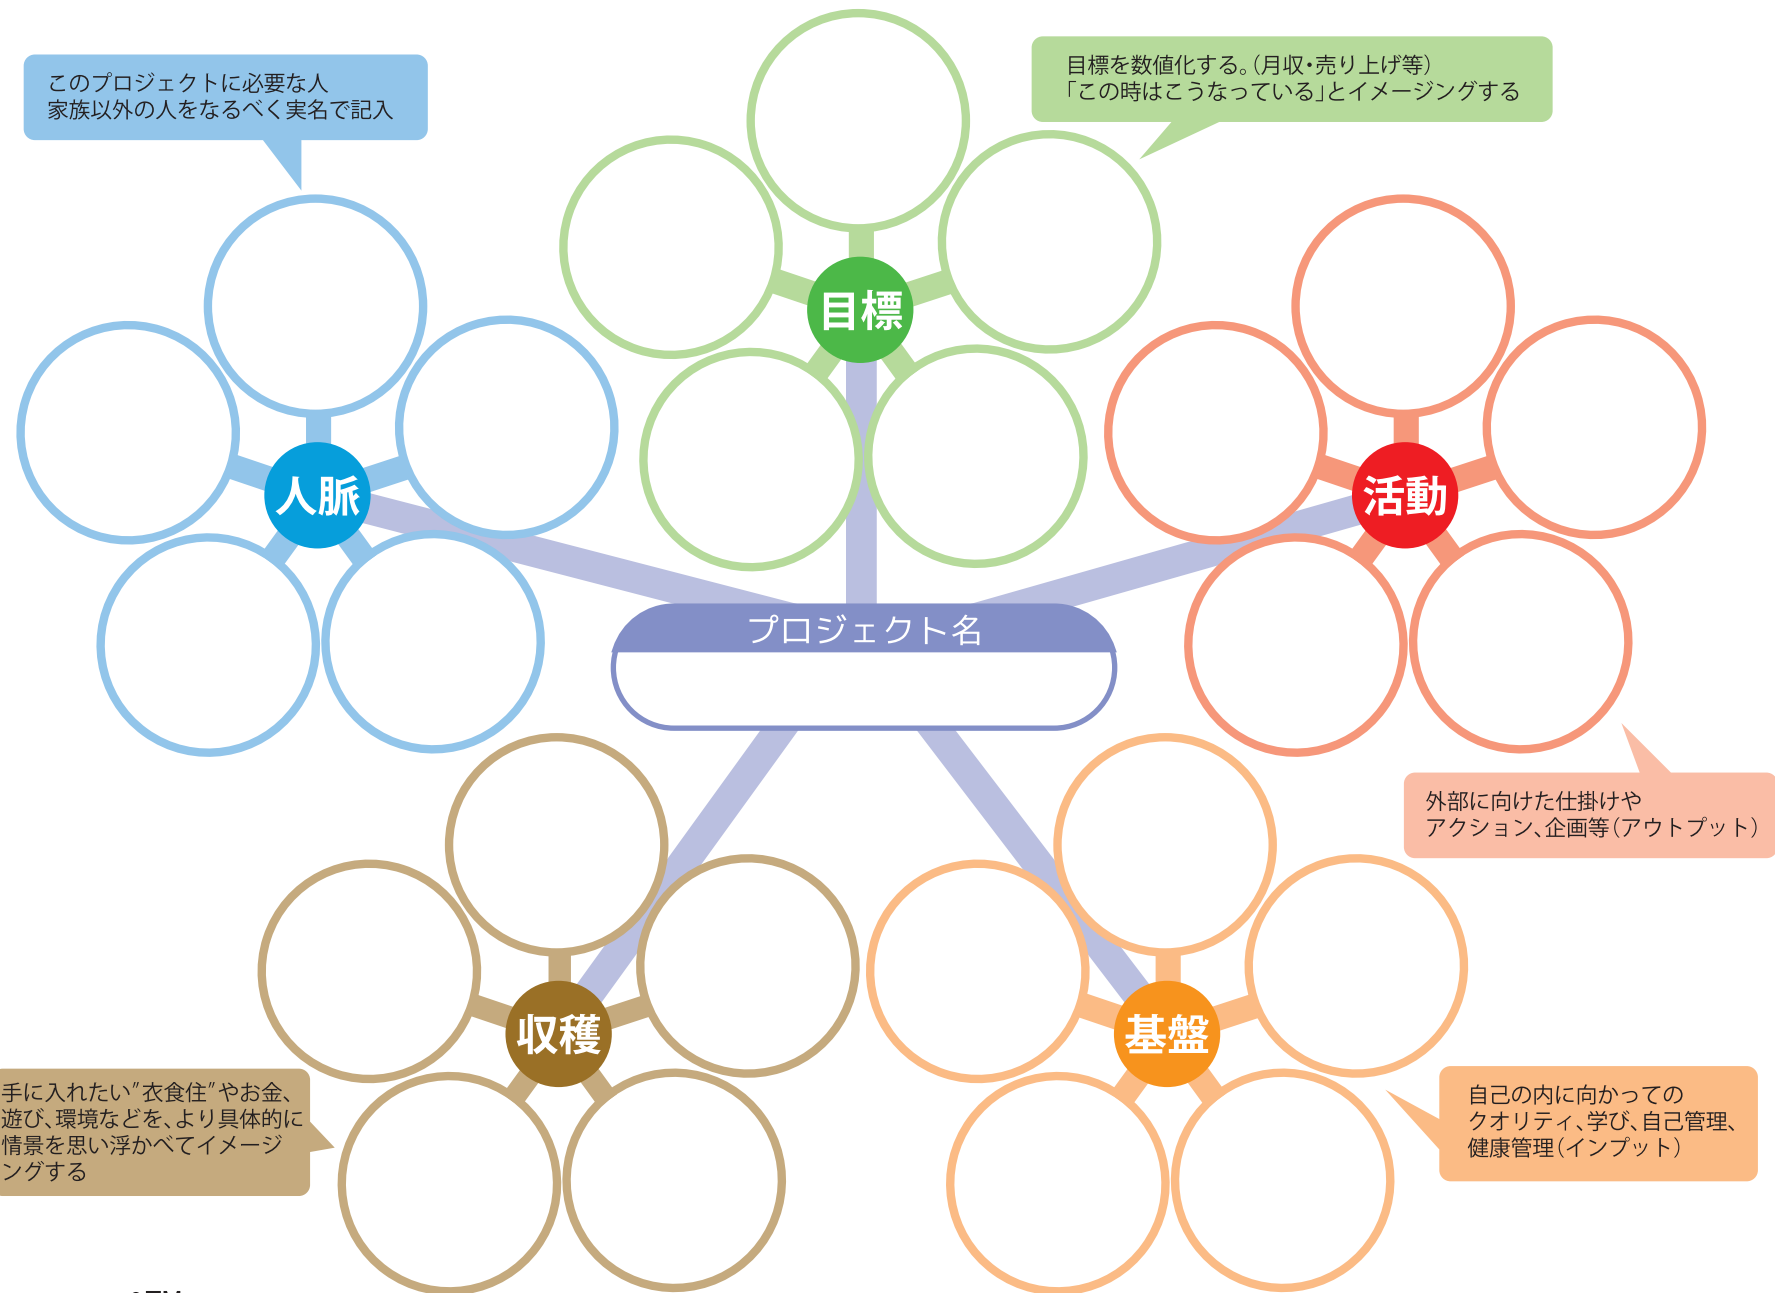 このプロジェクトに必要な人
家族以外の人をなるべく実名で記入
目標を数値化する。(月収・売り上げ等)
「この時はこうなっている」とイメージングする
目標
人脈
活動
プロジェクト名
外部に向けた仕掛けや
アクション、企画等(アウトプット)
収穫
基盤
手に入れたい"衣食住"やお金、
遊び、環境などを、より具体的に
情景を思い浮かべてイメージ
ングする
自己の内に向かっての
クオリティ、学び、自己管理、
健康管理(インプット)